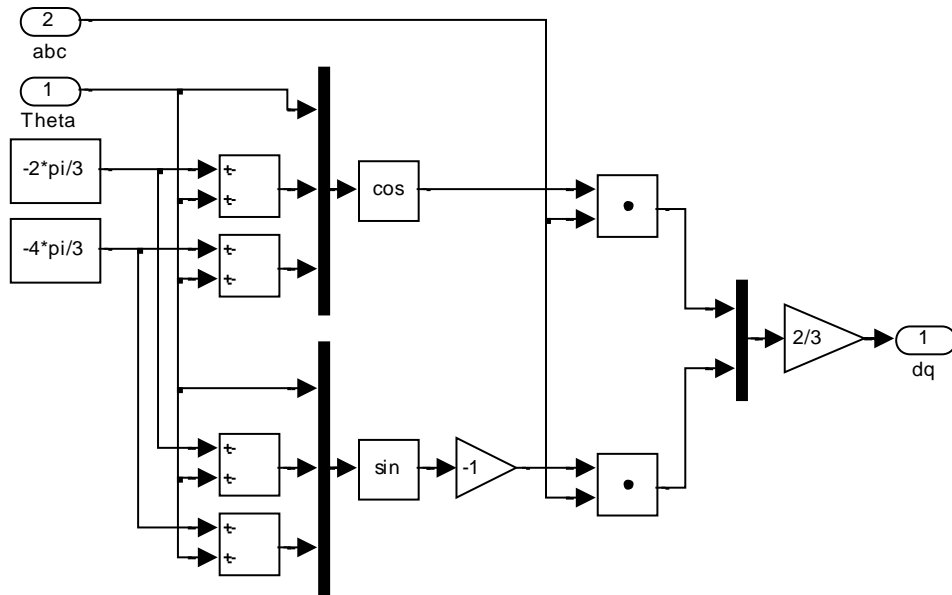 2
abc
1
Theta
-2*pi/3
-4*pi/3
+-
+-
+-
+-
cos
2/3
1
dq
+-
+-
+-
+-
sin
-1